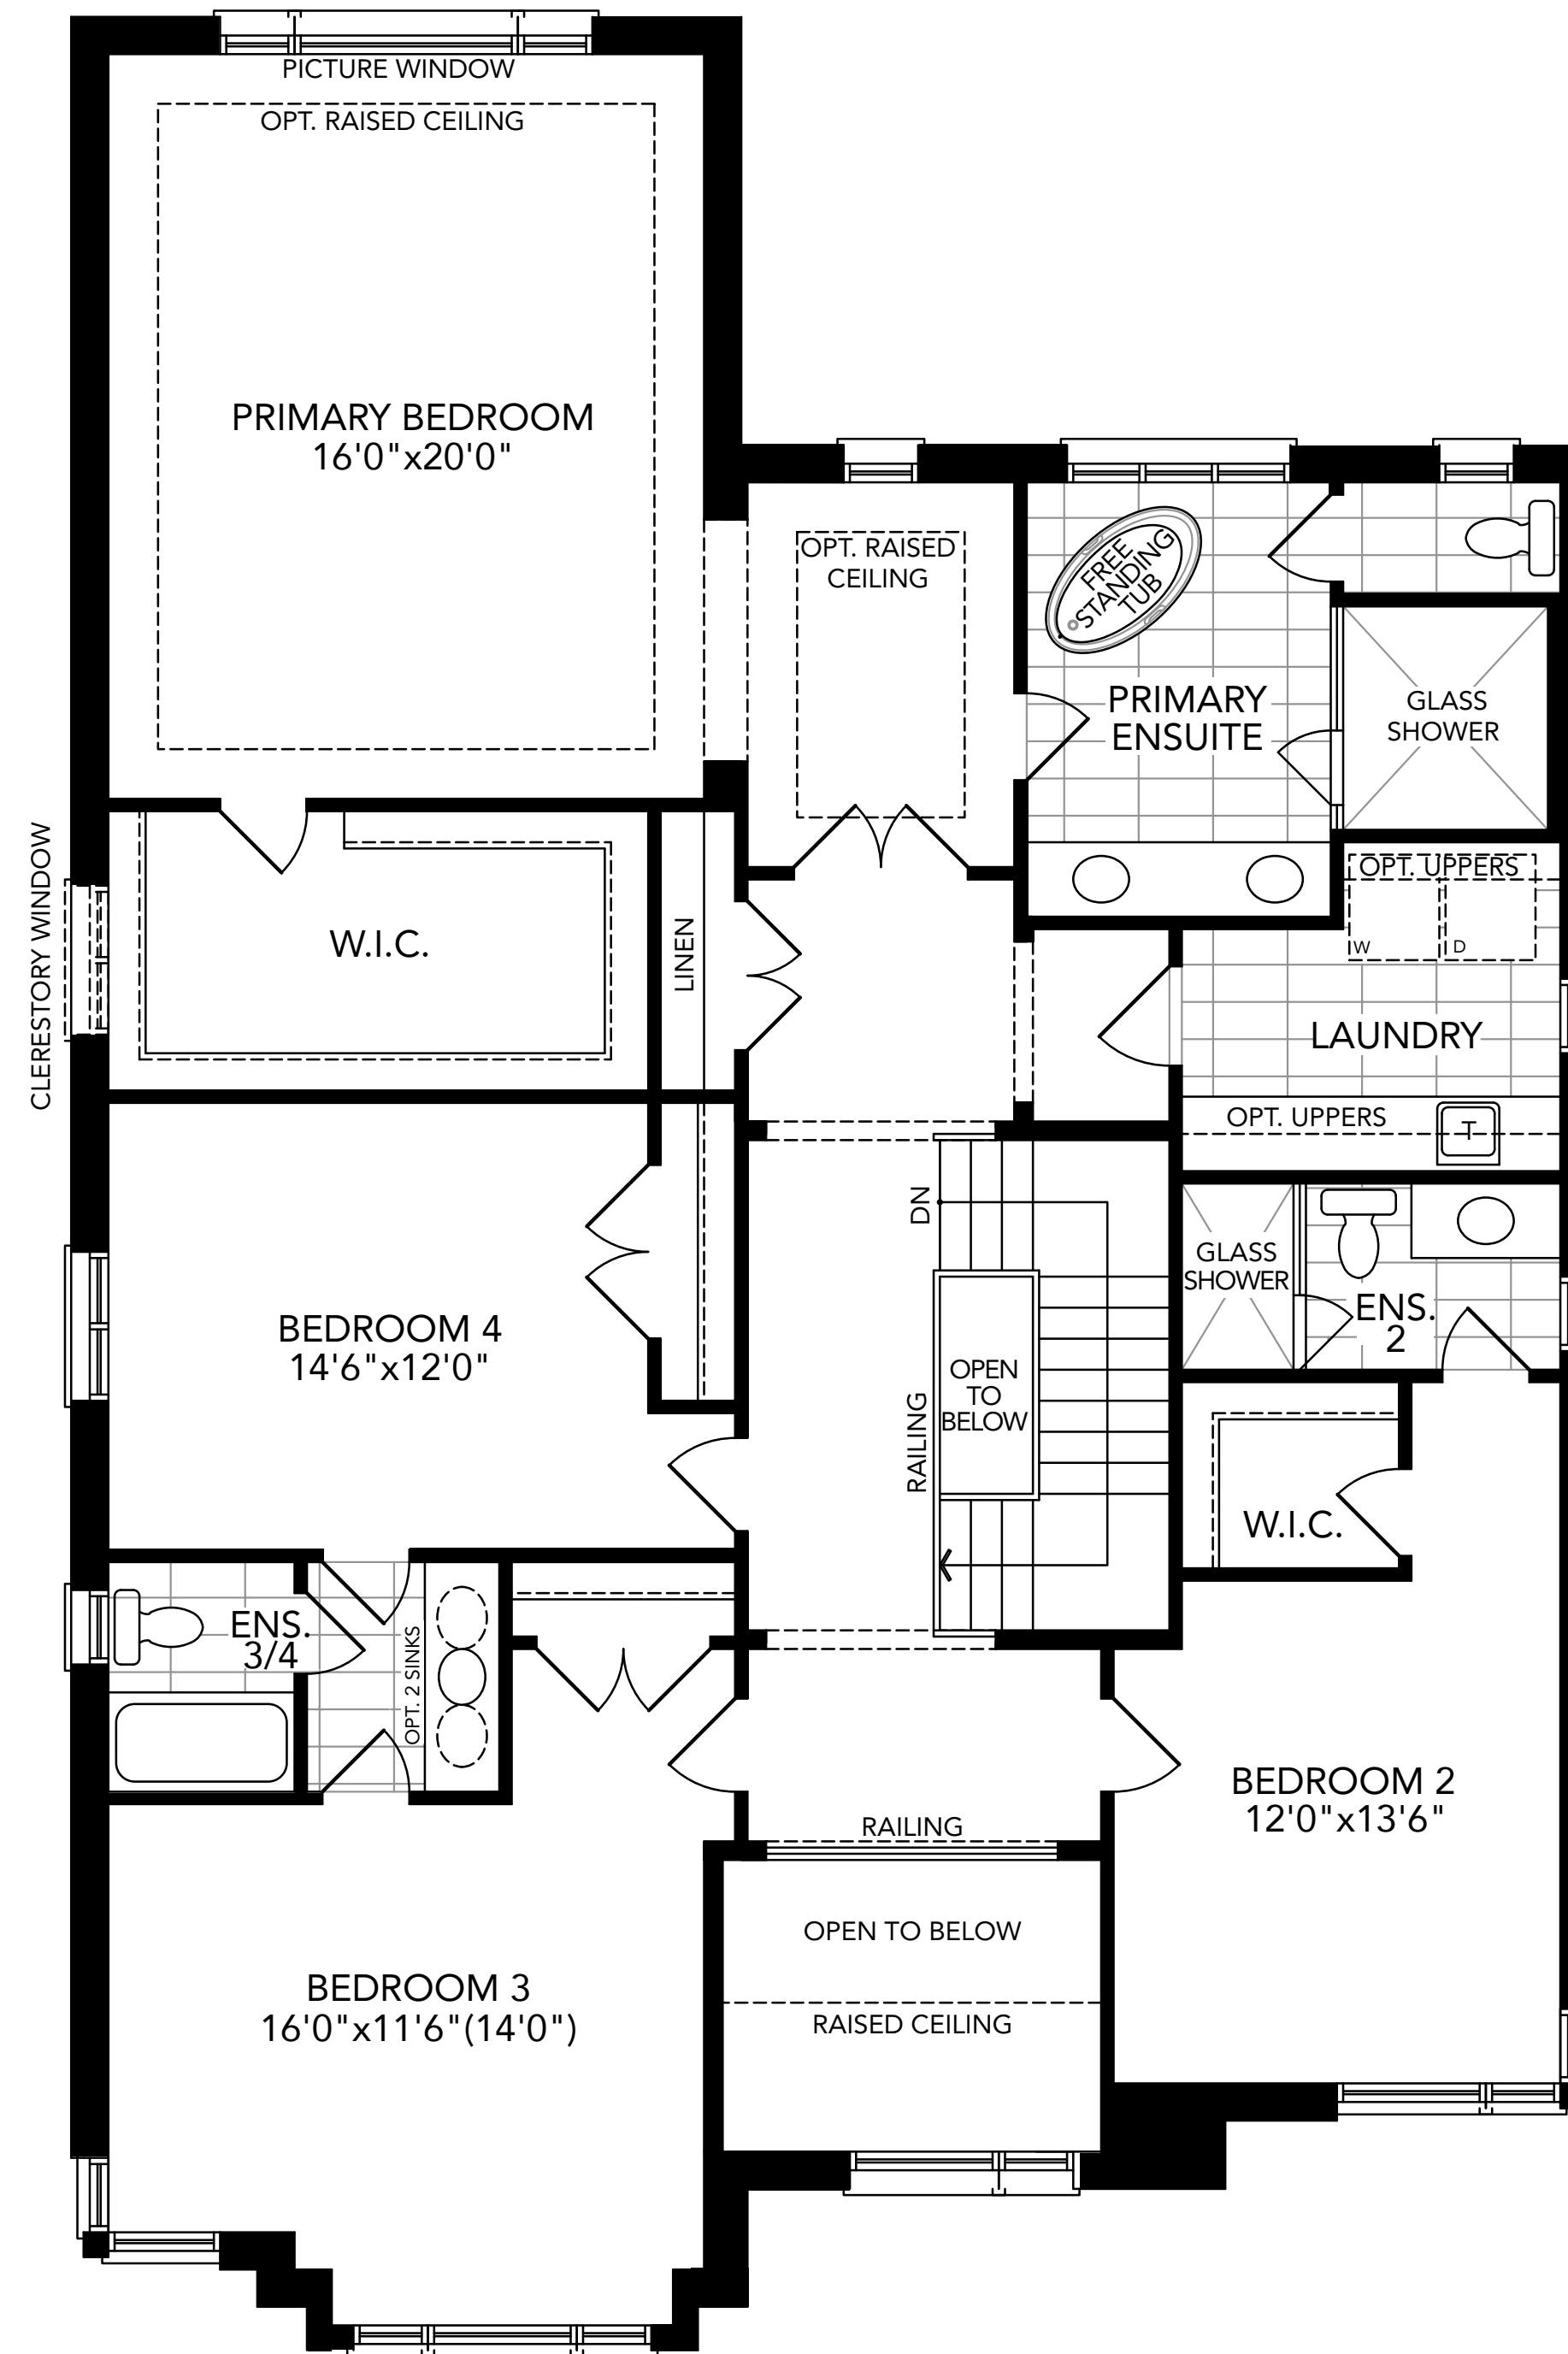 PICTURE WINDOW
OPT. RAISED CEILING
PRIMARY BEDROOM
16'0"x20'0"
OPT. RAISED
CEILING
FREE
STANDING
TUB
PRIMARY
ENSUITE
GLASS
SHOWER
CLERESTORY WINDOW
W.I.C.
LINEN
OPT. UPPERS
W
D
LAUNDRY
OPT. UPPERS
T
DN
GLASS
SHOWER
ENS.
2
BEDROOM 4
14'6"x12'0"
OPEN
TO
BELOW
RAILING
W.I.C.
ENS.
3/4
OPT. 2 SINKS
BEDROOM 2
12'0"x13'6"
RAILING
OPEN TO BELOW
RAISED CEILING
BEDROOM 3
16'0"x11'6"(14'0")